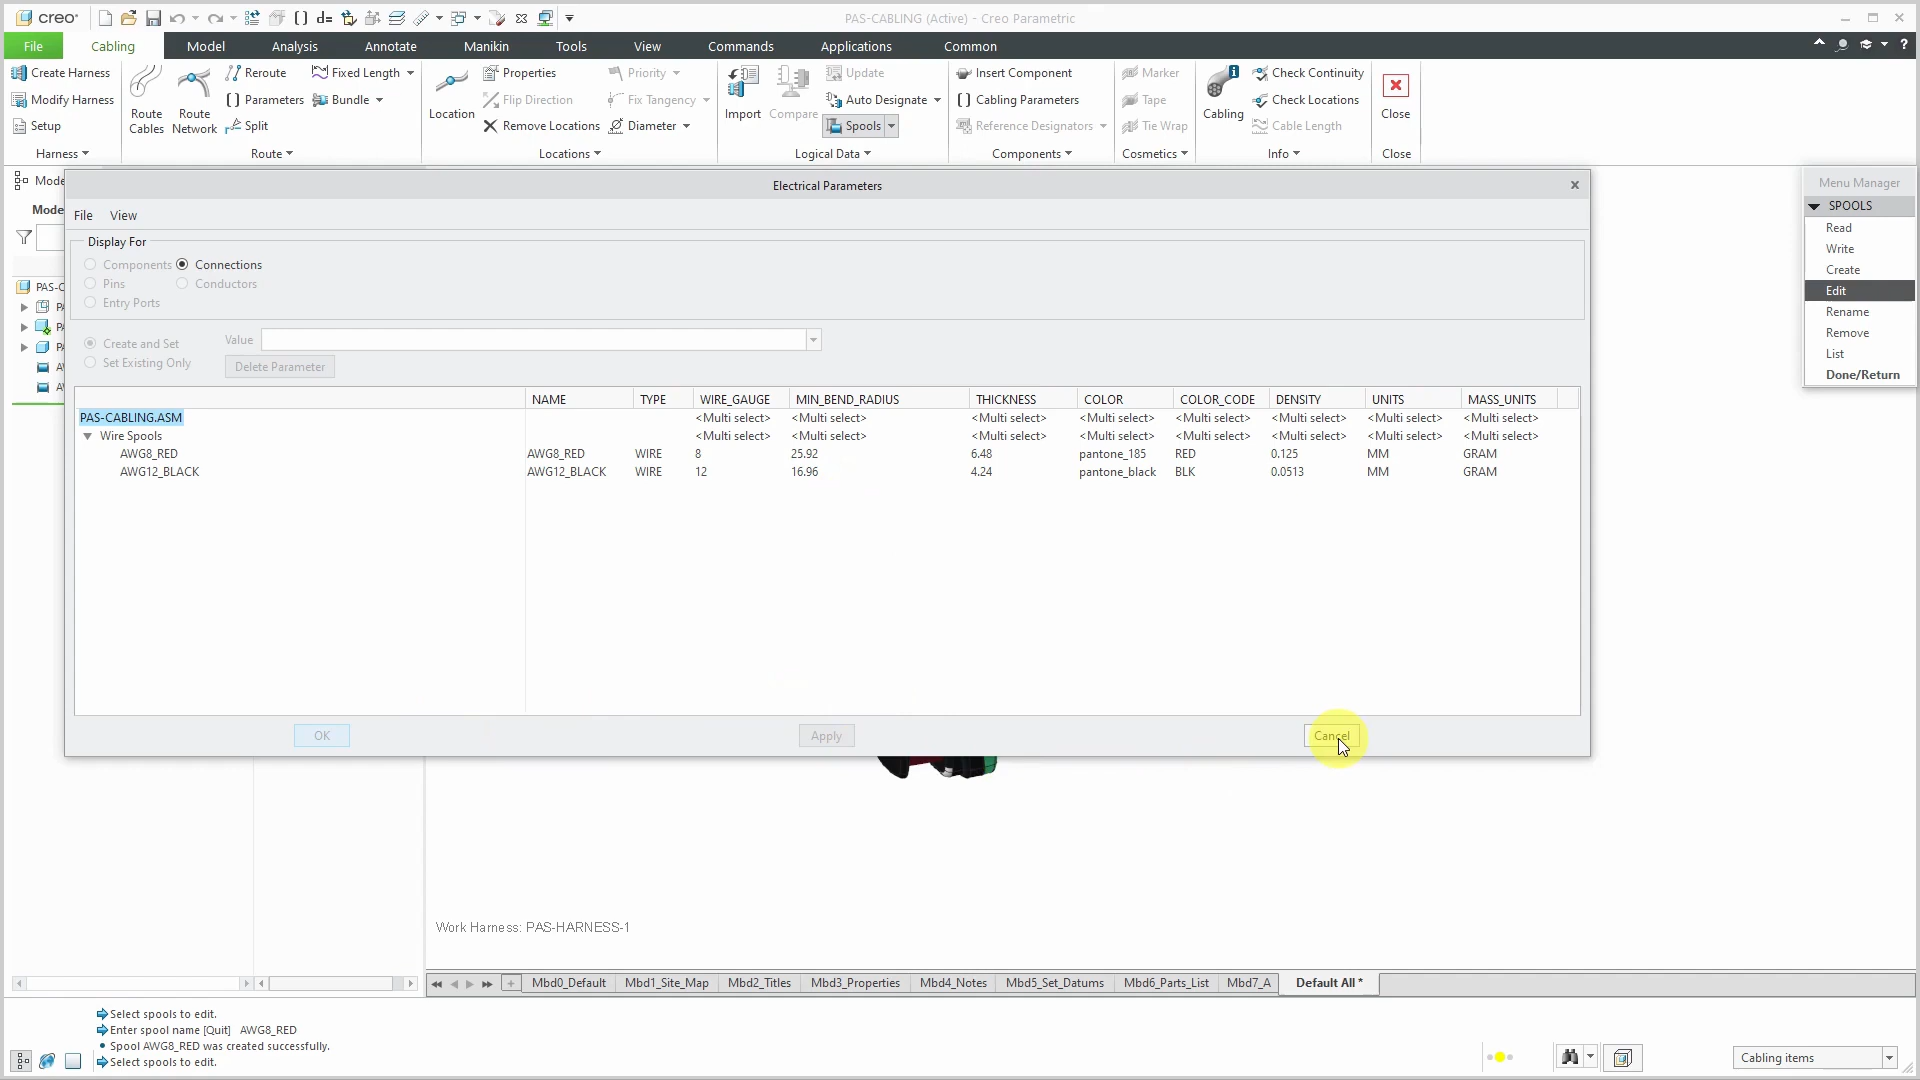 creo
PAS-CABLING (Active) - Creo Parametric
File Cabling Model Analysis Annotate Manikin Tools View Commands Applications Common
Create Harness
Modify Harness
Setup
Harness
Route Cables
Route Network
Reroute
Parameters
Split
Fixed Length
Bundle
Route
Location
Properties
Flip Direction
Remove Locations
Priority
Fix Tangency
Diameter
Locations
Import
Compare
Update
Auto Designate
Spools
Logical Data
Insert Component
Cabling Parameters
Reference Designators
Components
Marker
Tape
Tie Wrap
Cosmetics
Cabling
Check Continuity
Check Locations
Cable Length
Info
Close
Close
Mode
Mode
PAS-C
PA
PA
PA
AW
AW
Electrical Parameters
File View
Display For
Components Connections
Pins Conductors
Entry Ports
Create and Set
Set Existing Only
Value
Delete Parameter
NAME TYPE WIRE_GAUGE MIN_BEND_RADIUS THICKNESS COLOR COLOR_CODE DENSITY UNITS MASS_UNITS
PAS-CABLING.ASM <Multi select> <Multi select> <Multi select> <Multi select> <Multi select> <Multi select> <Multi select> <Multi select>
Wire Spools <Multi select> <Multi select> <Multi select> <Multi select> <Multi select> <Multi select> <Multi select> <Multi select>
AWG8_RED AWG8_RED WIRE 8 25.92 6.48 pantone_185 RED 0.125 MM GRAM
AWG12_BLACK AWG12_BLACK WIRE 12 16.96 4.24 pantone_black BLK 0.0513 MM GRAM
OK Apply Cancel
Menu Manager
SPOOLS
Read
Write
Create
Edit
Rename
Remove
List
Done/Return
Work Harness: PAS-HARNESS-1
Mbd0_Default Mbd1_Site_Map Mbd2_Titles Mbd3_Properties Mbd4_Notes Mbd5_Set_Datums Mbd6_Parts_List Mbd7_A Default All *
Select spools to edit.
Enter spool name [Quit] AWG8_RED
Spool AWG8_RED was created successfully.
Select spools to edit.
Cabling items